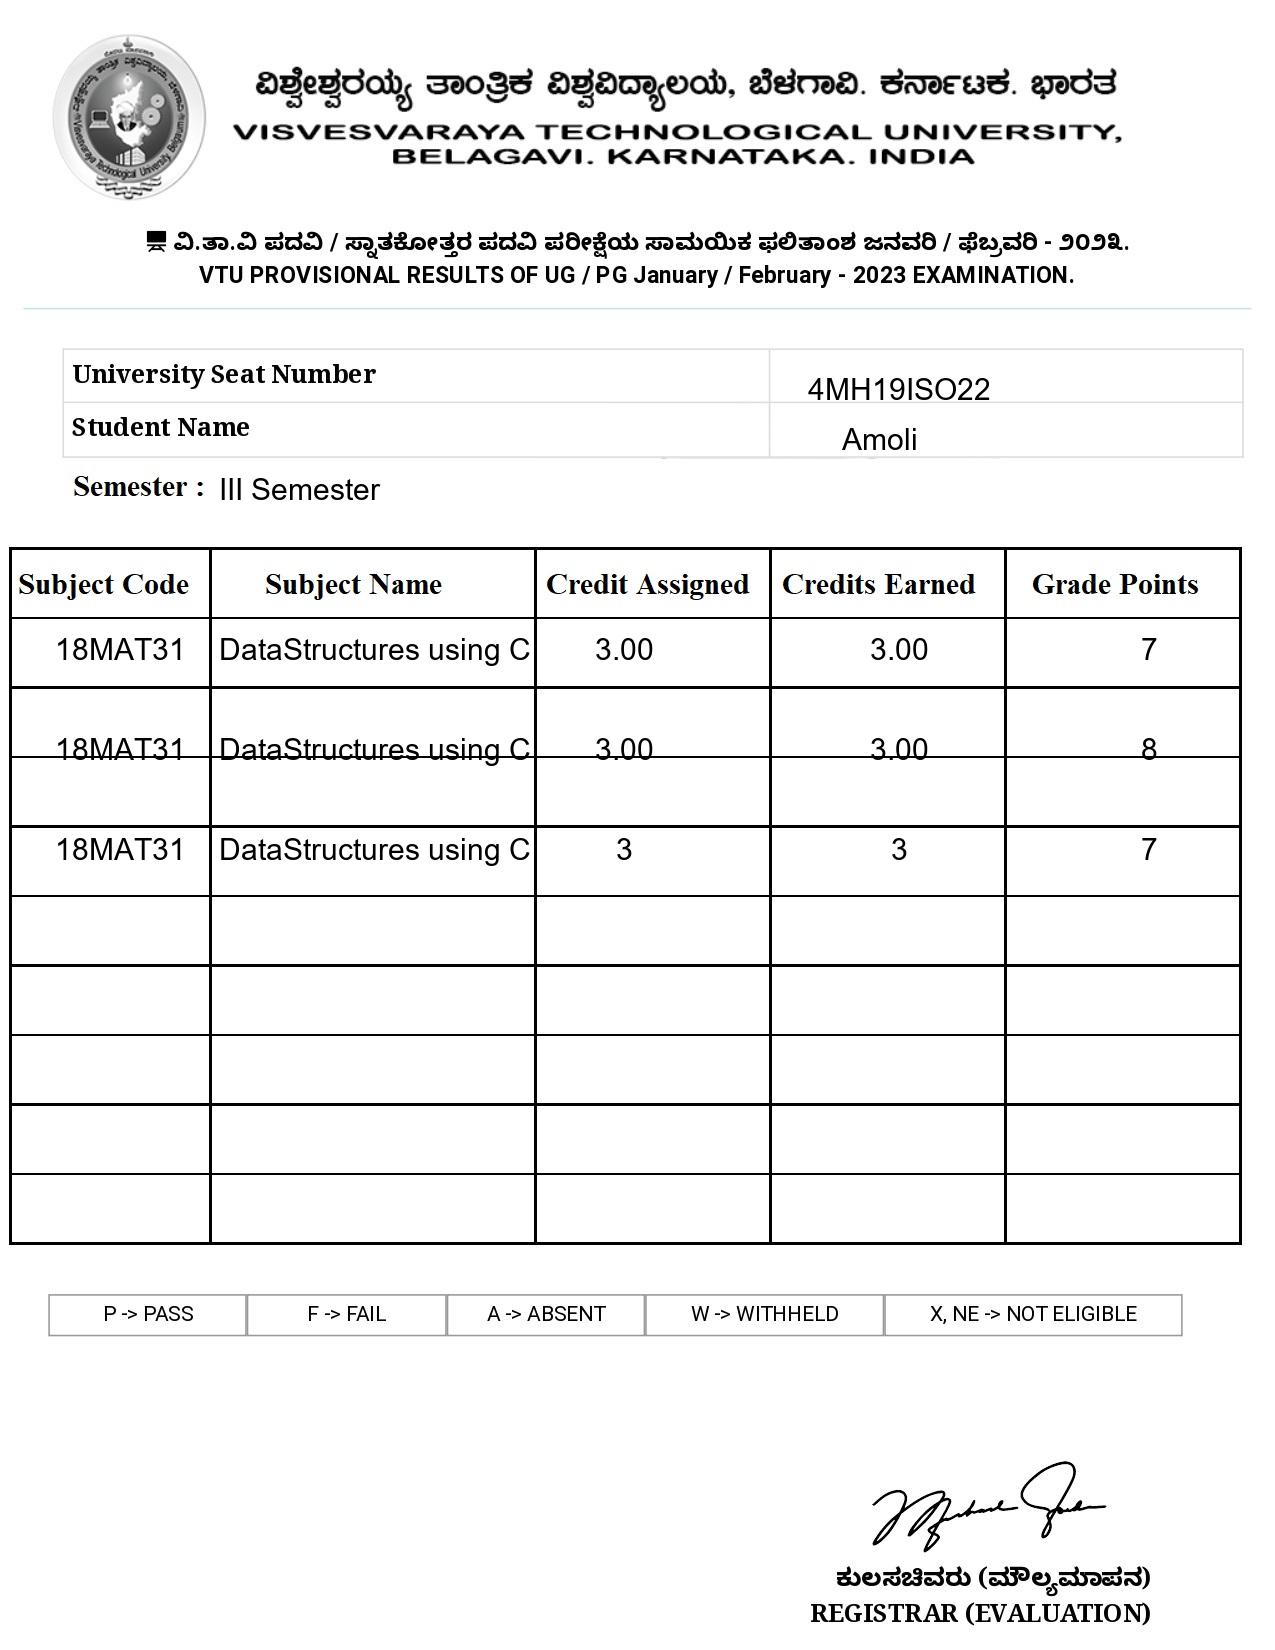 ವಿಶ್ವೇಶ್ವರಯ್ಯ ತಾಂತ್ರಿಕ ವಿಶ್ವವಿದ್ಯಾಲಯ, ಬೆಳಗಾವಿ. ಕರ್ನಾಟಕ. ಭಾರತ
VISVESVARAYA TECHNOLOGICAL UNIVERSITY,
BELAGAVI. KARNATAKA. INDIA
ವಿ.ತಾ.ವಿ ಪದವಿ / ಸ್ನಾತಕೋತ್ತರ ಪದವಿ ಪರೀಕ್ಷೆಯ ಸಾಮಯಿಕ ಫಲಿತಾಂಶ ಜನವರಿ / ಫೆಬ್ರವರಿ - ೨೦೨೩.
VTU PROVISIONAL RESULTS OF UG / PG January / February - 2023 EXAMINATION.
University Seat Number 4MH19ISO22
Student Name Amoli
Semester : III Semester
Subject Code Subject Name Credit Assigned Credits Earned Grade Points
18MAT31 DataStructures using C 3.00 3.00 7
18MAT31 DataStructures using C 3.00 3.00 8
18MAT31 DataStructures using C 3 3 7
P -> PASS F -> FAIL A -> ABSENT W -> WITHHELD X, NE -> NOT ELIGIBLE
ಕುಲಸಚಿವರು (ಮೌಲ್ಯಮಾಪನ)
REGISTRAR (EVALUATION)